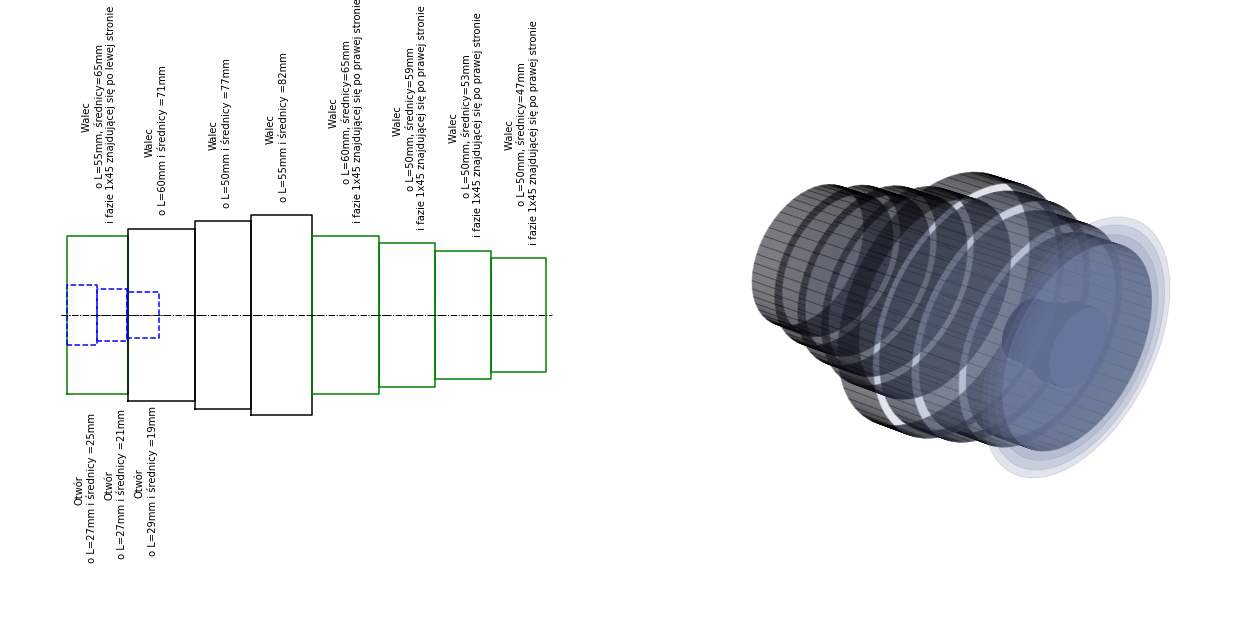 Walec
o L=55mm, średnicy=65mm
i fazie 1x45 znajdującej się po lewej stronie
Walec
o L=60mm i średnicy =71mm
Walec
o L=50mm i średnicy =77mm
Walec
o L=55mm i średnicy =82mm
Walec
o L=60mm, średnicy=65mm
i fazie 1x45 znajdującej się po prawej stronie
Walec
o L=50mm, średnicy=59mm
i fazie 1x45 znajdującej się po prawej stronie
Walec
o L=50mm, średnicy=53mm
i fazie 1x45 znajdującej się po prawej stronie
Walec
o L=50mm, średnicy=47mm
i fazie 1x45 znajdującej się po prawej stronie
Otwór
o L=27mm i średnicy =25mm
Otwór
o L=27mm i średnicy =21mm
Otwór
o L=29mm i średnicy =19mm